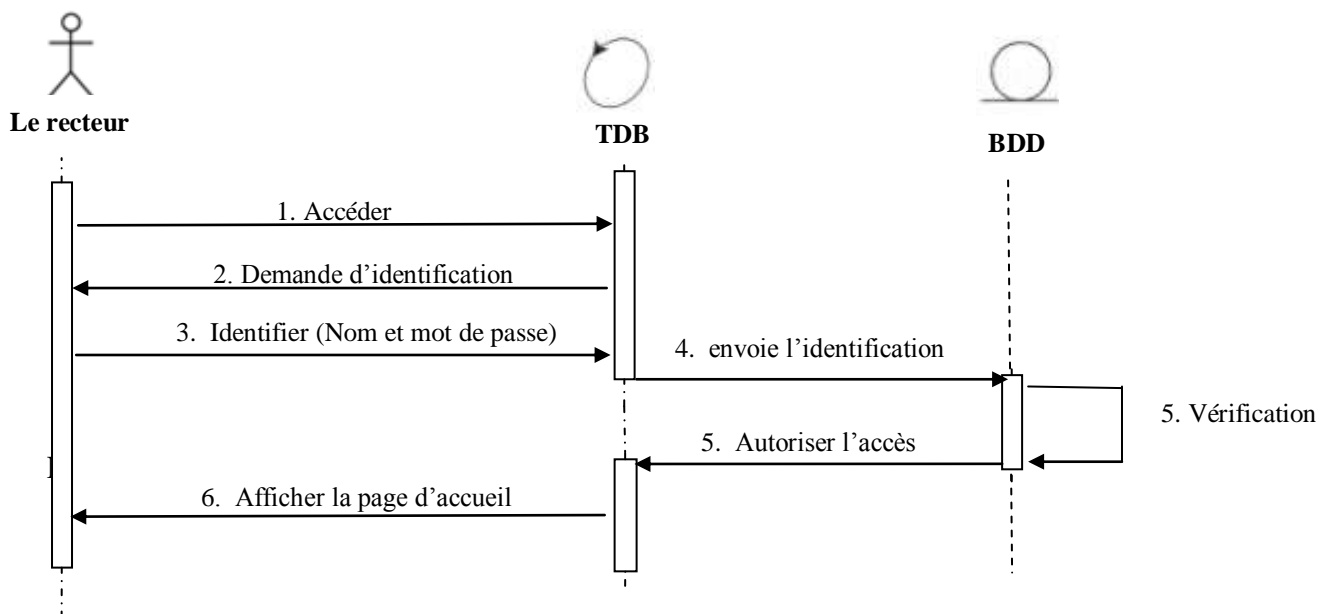 Le recteur
TDB
BDD
1. Accéder
2. Demande d'identification
3. Identifier (Nom et mot de passe)
4. envoie l'identification
5. Vérification
5. Autoriser l'accès
6. Afficher la page d'accueil